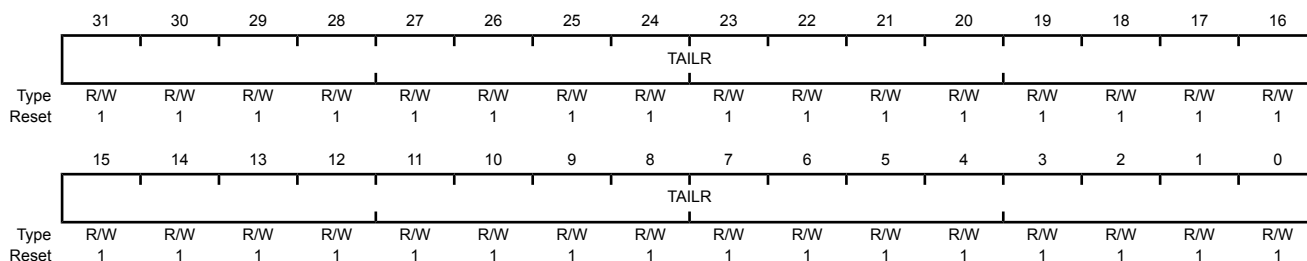 31 30 29 28 27 26 25 24 23 22 21 20 19 18 17 16
TAILR
Type R/W R/W R/W R/W R/W R/W R/W R/W R/W R/W R/W R/W R/W R/W R/W R/W
Reset 1 1 1 1 1 1 1 1 1 1 1 1 1 1 1 1
15 14 13 12 11 10 9 8 7 6 5 4 3 2 1 0
TAILR
Type R/W R/W R/W R/W R/W R/W R/W R/W R/W R/W R/W R/W R/W R/W R/W R/W
Reset 1 1 1 1 1 1 1 1 1 1 1 1 1 1 1 1